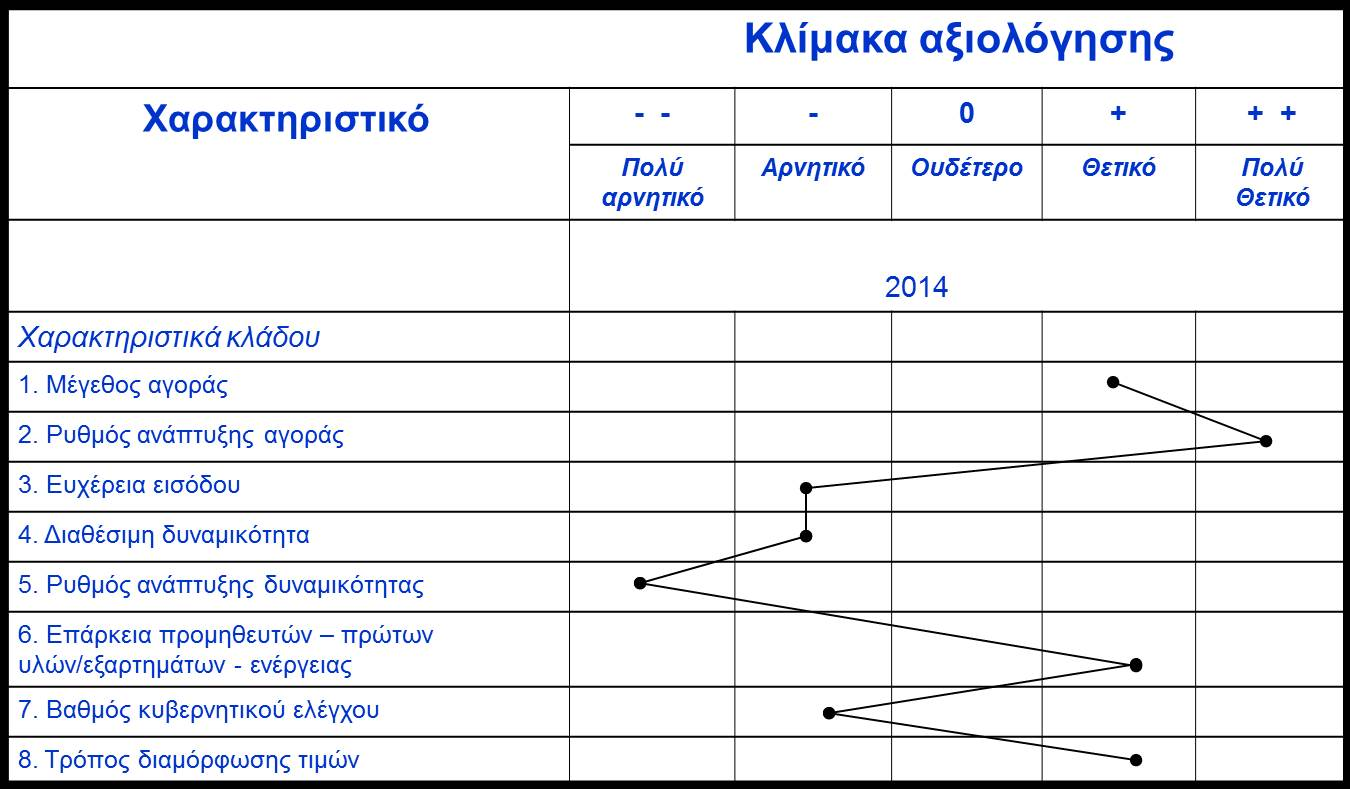 Κλίμακα αξιολόγησης
Χαρακτηριστικό
- -
-
0
+
+ +
Πολύ
αρνητικό
Αρνητικό
Ουδέτερο
Θετικό
Πολύ
Θετικό
2014
Χαρακτηριστικά κλάδου
1. Μέγεθος αγοράς
2. Ρυθμός ανάπτυξης αγοράς
3. Ευχέρεια εισόδου
4. Διαθέσιμη δυναμικότητα
5. Ρυθμός ανάπτυξης δυναμικότητας
6. Επάρκεια προμηθευτών – πρώτων
υλών/εξαρτημάτων - ενέργειας
7. Βαθμός κυβερνητικού ελέγχου
8. Τρόπος διαμόρφωσης τιμών